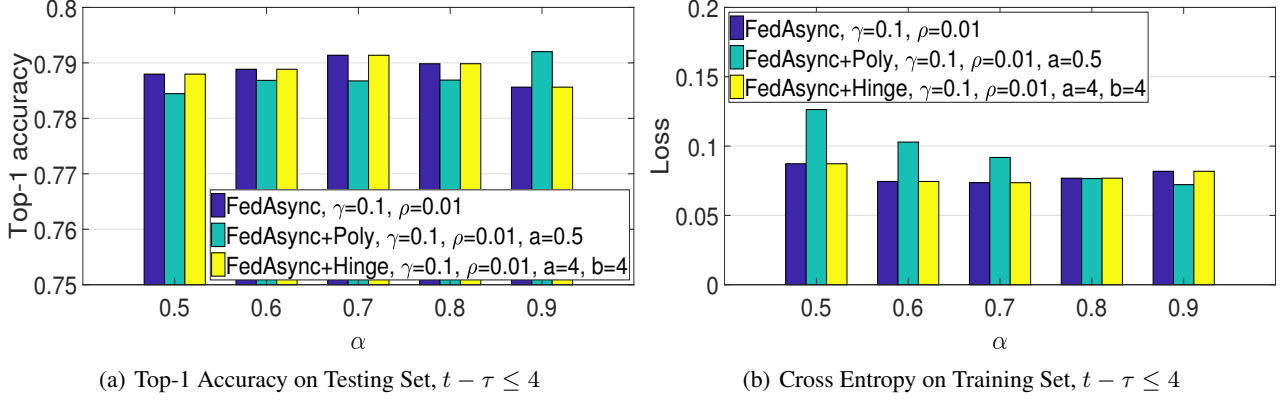 0.8
0.79
0.78
0.77
0.76
0.75
Top-1 accuracy
FedAsync, γ=0.1, ρ=0.01
FedAsync+Poly, γ=0.1, ρ=0.01, a=0.5
FedAsync+Hinge, γ=0.1, ρ=0.01, a=4, b=4
0.5 0.6 0.7 0.8 0.9
α
(a) Top-1 Accuracy on Testing Set, t − τ ≤ 4
0.2
0.15
0.1
0.05
0
Loss
FedAsync, γ=0.1, ρ=0.01
FedAsync+Poly, γ=0.1, ρ=0.01, a=0.5
FedAsync+Hinge, γ=0.1, ρ=0.01, a=4, b=4
0.5 0.6 0.7 0.8 0.9
α
(b) Cross Entropy on Training Set, t − τ ≤ 4